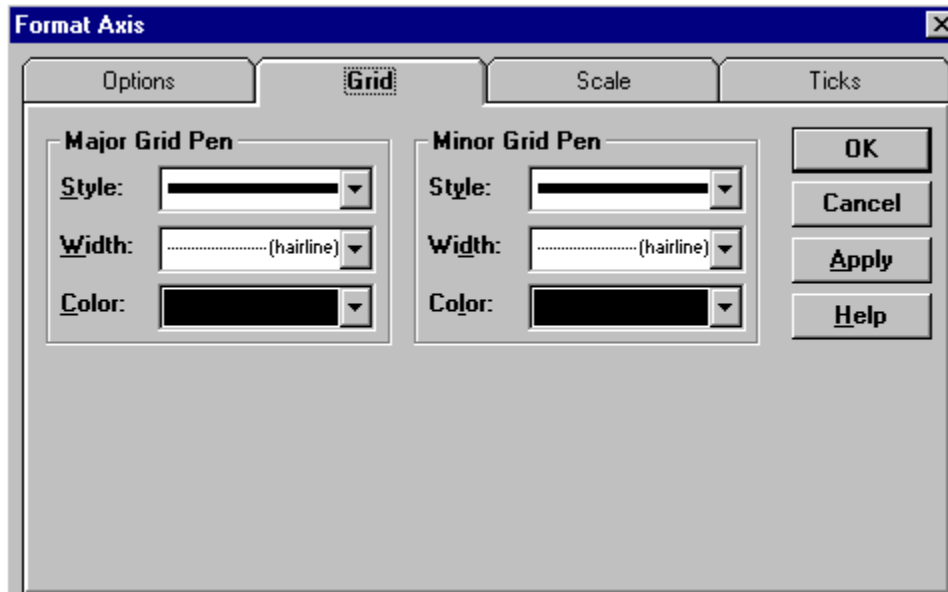 Format Axis
Options Grid Scale Ticks
Major Grid Pen
Style:
Width: (hairline)
Color:
Minor Grid Pen
Style:
Width: (hairline)
Color:
OK
Cancel
Apply
Help